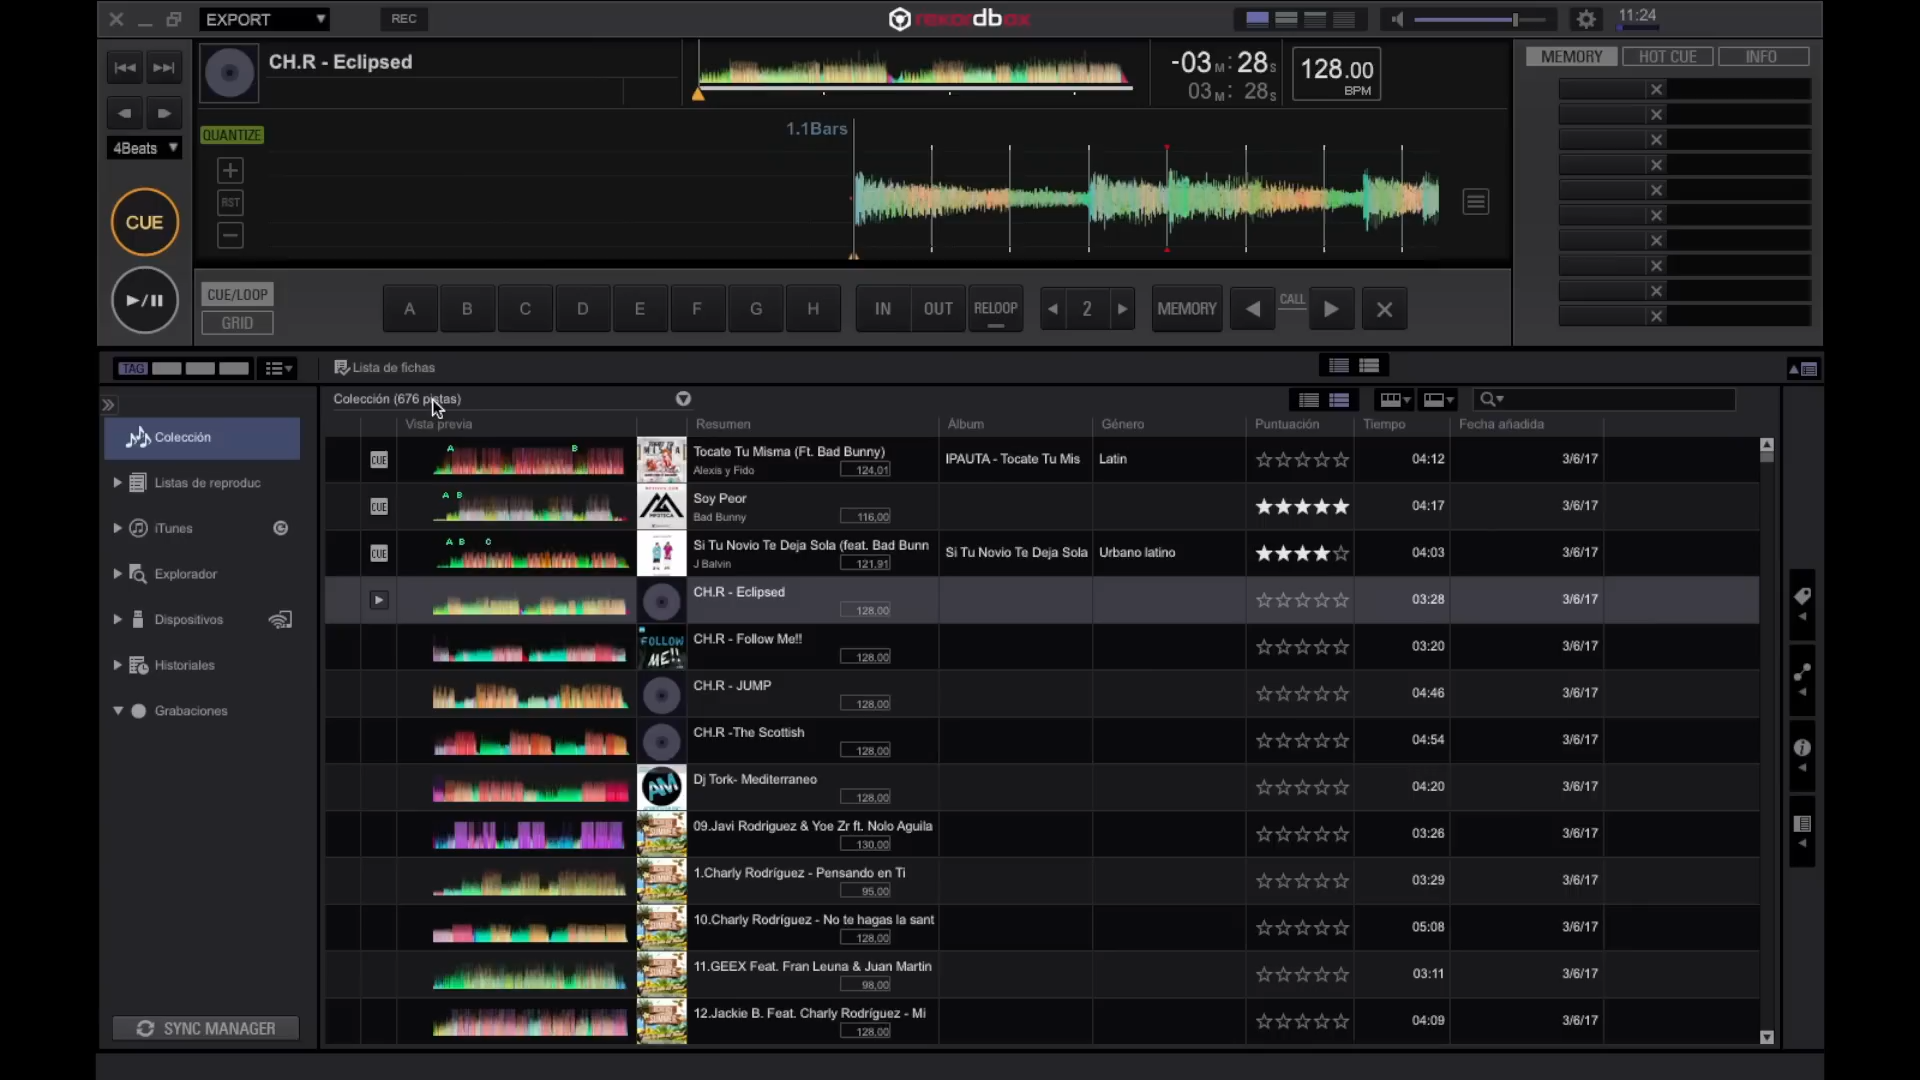 EXPORT
REC
rekordbox
11:24
CH.R - Eclipsed
-03 M: 28 S
03 M: 28 S
128.00
BPM
MEMORY
HOT CUE
INFO
4Beats
QUANTIZE
1.1Bars
RST
CUE
CUE/LOOP
GRID
A
B
C
D
E
F
G
H
IN
OUT
RELOOP
2
MEMORY
CALL
TAG
Lista de fichas
Colección (676 pistas)
Vista previa
Resumen
Álbum
Género
Puntuación
Tiempo
Fecha añadida
Colección
Listas de reproduc
iTunes
Explorador
Dispositivos
Historiales
Grabaciones
SYNC MANAGER
CUE
A
B
Tocate Tu Misma (Ft. Bad Bunny)
Alexis y Fido
124,01
IPAUTA - Tocate Tu Mis
Latin
04:12
3/6/17
CUE
A B
Soy Peor
Bad Bunny
116,00
04:17
3/6/17
CUE
A B C
Si Tu Novio Te Deja Sola (feat. Bad Bunn
J Balvin
121,91
Si Tu Novio Te Deja Sola
Urbano latino
04:03
3/6/17
CH.R - Eclipsed
128,00
03:28
3/6/17
FOLLOW
ME!!
CH.R - Follow Me!!
128,00
03:20
3/6/17
CH.R - JUMP
128,00
04:46
3/6/17
CH.R -The Scottish
128,00
04:54
3/6/17
AM
Dj Tork- Mediterraneo
128,00
04:20
3/6/17
09.Javi Rodriguez & Yoe Zr ft. Nolo Aguila
130,00
03:26
3/6/17
1.Charly Rodríguez - Pensando en Ti
95,00
03:29
3/6/17
10.Charly Rodríguez - No te hagas la sant
128,00
05:08
3/6/17
11.GEEX Feat. Fran Leuna & Juan Martin
98,00
03:11
3/6/17
12.Jackie B. Feat. Charly Rodríguez - Mi
128,00
04:09
3/6/17